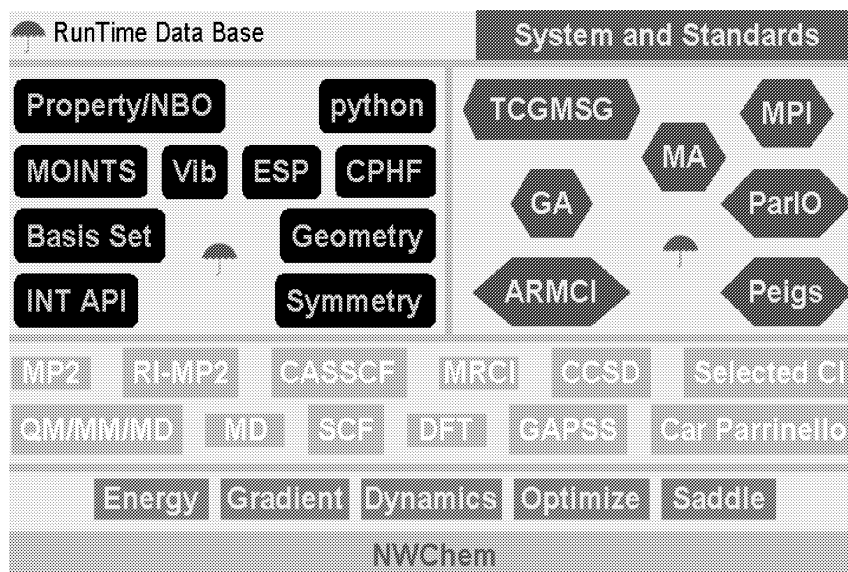 RunTime Data Base
System and Standards
Property/NBO python
MOINTS Vib ESP CPHF
Basis Set Geometry
INT API Symmetry
TCGMSG MPI
MA
GA ParIO
ARMCI Peigs
MP2 RI-MP2 CASSCF MRCI CCSD Selected CI
QM/MM/MD MD SCF DFT GAPSS Car Parrinello
Energy Gradient Dynamics Optimize Saddle
NWChem